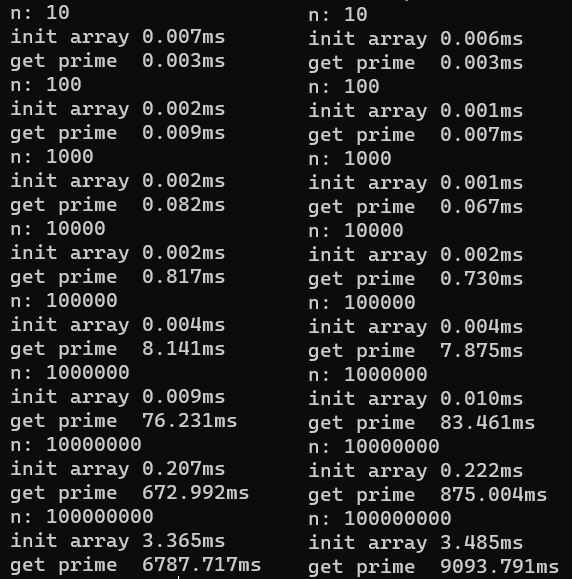 n: 10
init array 0.007ms
get prime  0.003ms
n: 100
init array 0.002ms
get prime  0.009ms
n: 1000
init array 0.002ms
get prime  0.082ms
n: 10000
init array 0.002ms
get prime  0.817ms
n: 100000
init array 0.004ms
get prime  8.141ms
n: 1000000
init array 0.009ms
get prime  76.231ms
n: 10000000
init array 0.207ms
get prime  672.992ms
n: 100000000
init array 3.365ms
get prime  6787.717ms
n: 10
init array 0.006ms
get prime  0.003ms
n: 100
init array 0.001ms
get prime  0.007ms
n: 1000
init array 0.001ms
get prime  0.067ms
n: 10000
init array 0.002ms
get prime  0.730ms
n: 100000
init array 0.004ms
get prime  7.875ms
n: 1000000
init array 0.010ms
get prime  83.461ms
n: 10000000
init array 0.222ms
get prime  875.004ms
n: 100000000
init array 3.485ms
get prime  9093.791ms